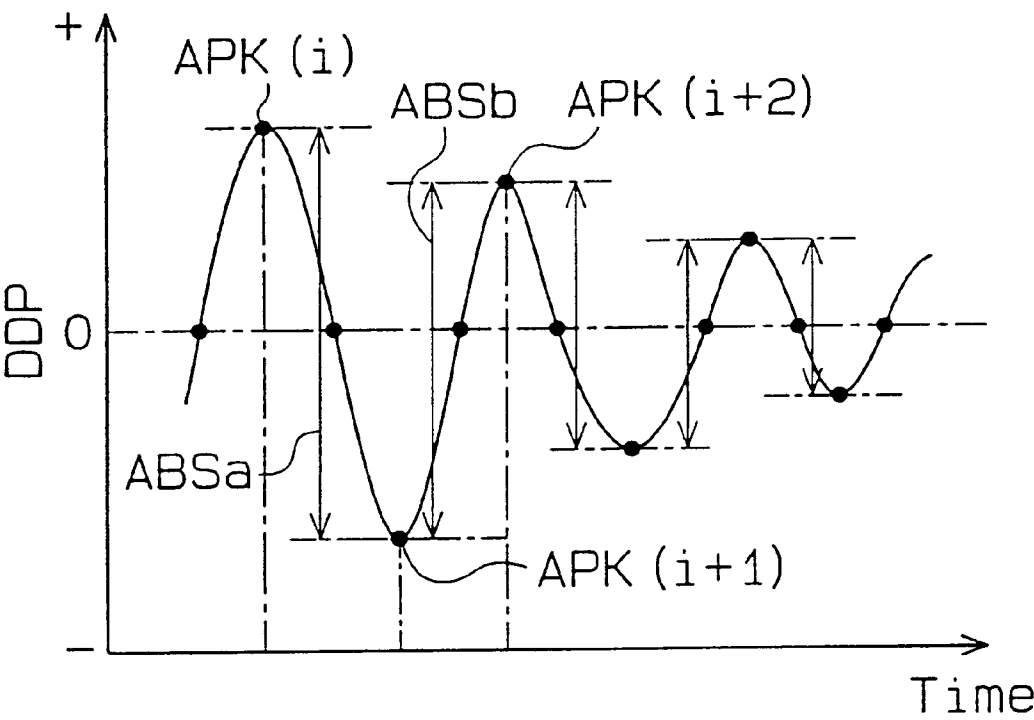 +
APK (i)
ABSb
APK (i+2)
DDP
0
ABSa
APK (i+1)
-
Time